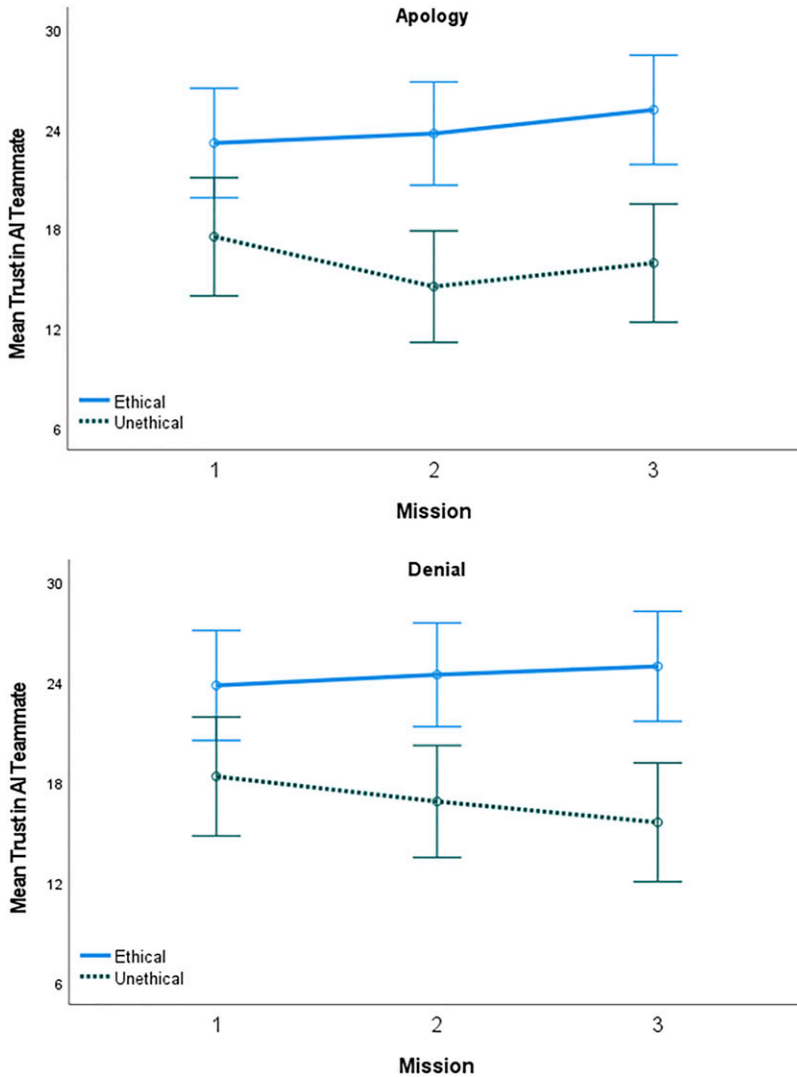 Apology
30
24
18
12
6
Mean Trust in AI Teammate
Ethical
Unethical
1 2 3
Mission
Denial
30
24
18
12
6
Mean Trust in AI Teammate
Ethical
Unethical
1 2 3
Mission